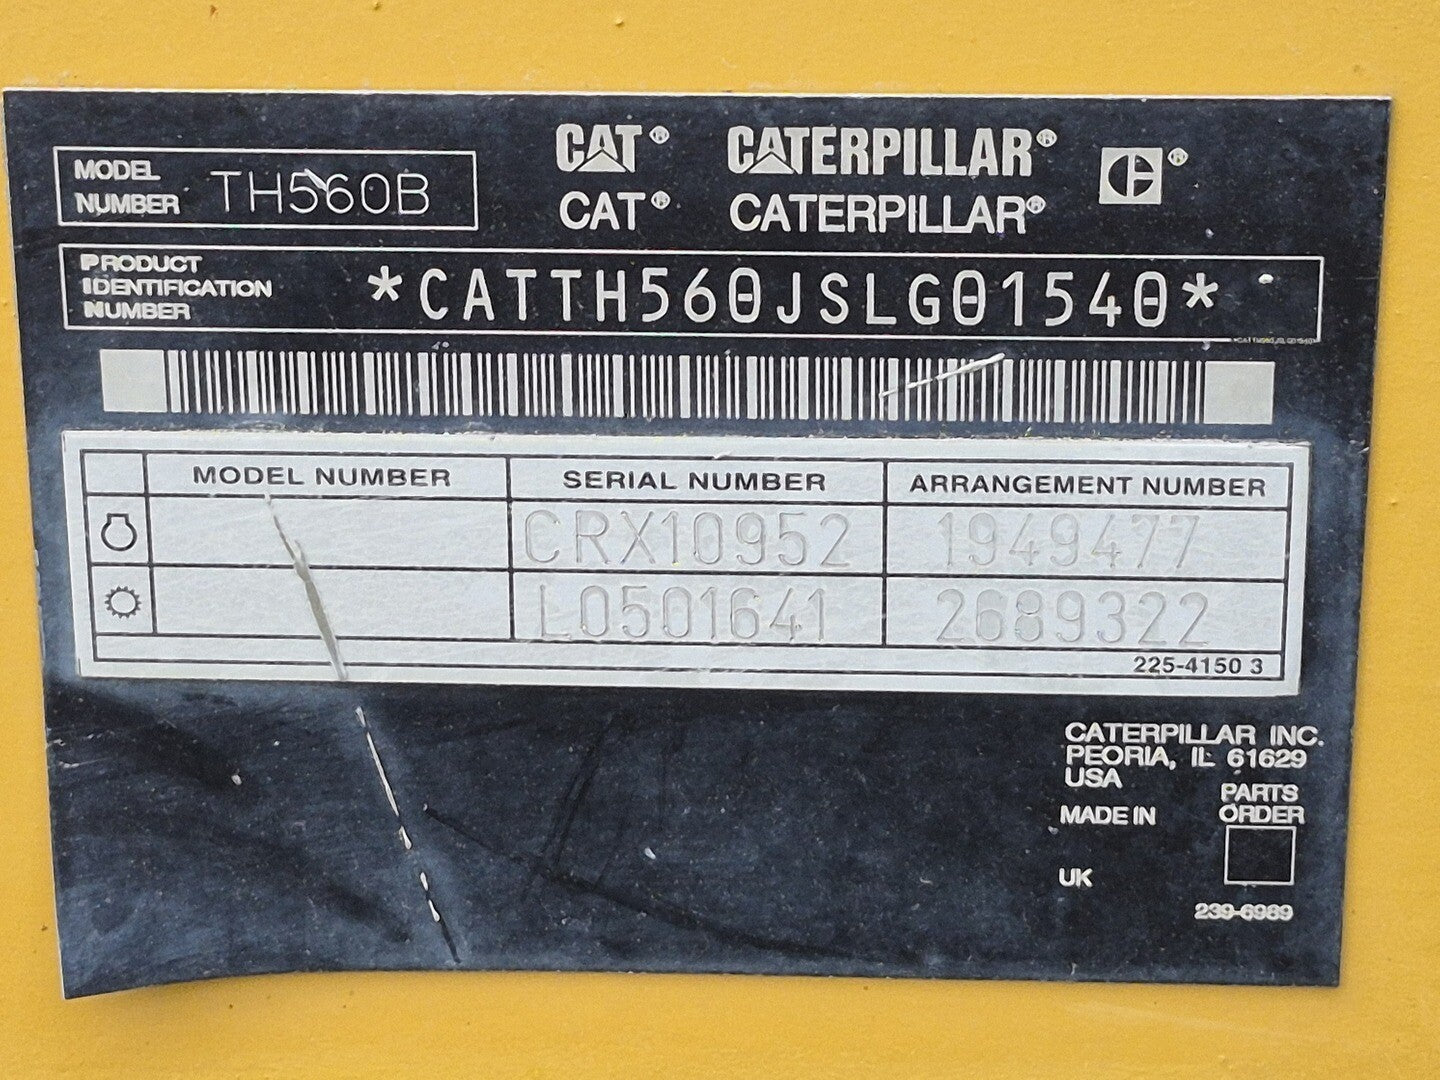 MODEL NUMBER TH560B
CAT® CATERPILLAR® ®
CAT® CATERPILLAR®
PRODUCT IDENTIFICATION NUMBER *CATTH560JSLG01540*
MODEL NUMBER SERIAL NUMBER ARRANGEMENT NUMBER
CRX10952 1949477
L0501641 2689322
225-4150 3
CATERPILLAR INC.
PEORIA, IL 61629
USA
MADE IN
UK
PARTS
ORDER
239-6989